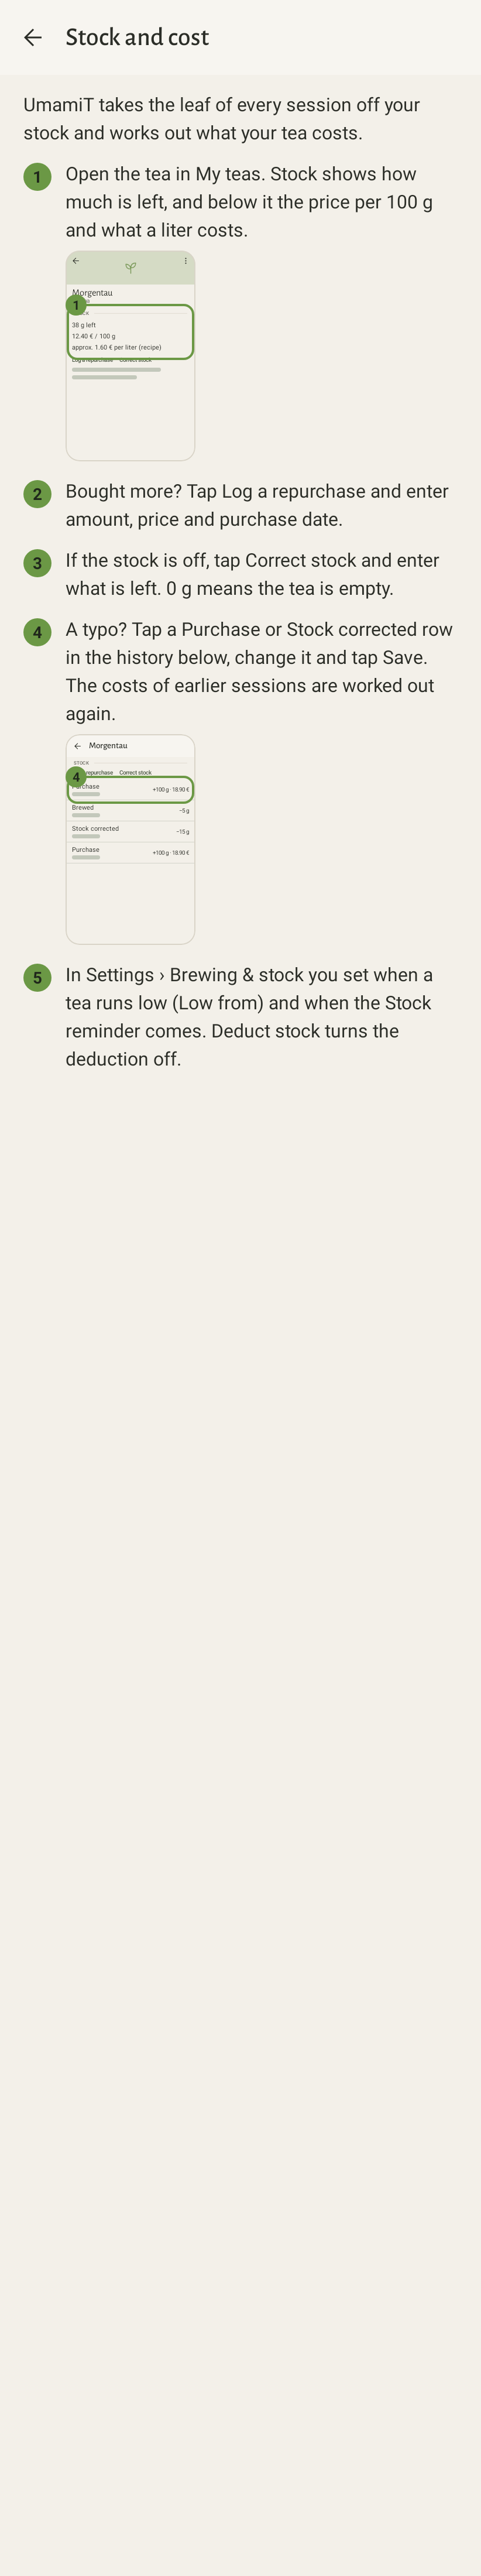 Stock and cost
UmamiT takes the leaf of every session off your
stock and works out what your tea costs.
1
Open the tea in My teas. Stock shows how
much is left, and below it the price per 100 g
and what a liter costs.
Morgentau
1
38 g left
12.40 € / 100 g
approx. 1.60 € per liter (recipe)
Log a repurchase Correct stock
2
Bought more? Tap Log a repurchase and enter
amount, price and purchase date.
3
If the stock is off, tap Correct stock and enter
what is left. 0 g means the tea is empty.
4
A typo? Tap a Purchase or Stock corrected row
in the history below, change it and tap Save.
The costs of earlier sessions are worked out
again.
Morgentau
STOCK
4
repurchase Correct stock
+100 g · 18.90 €
Brewed −5 g
Stock corrected −15 g
Purchase +100 g · 18.90 €
5
In Settings › Brewing & stock you set when a
tea runs low (Low from) and when the Stock
reminder comes. Deduct stock turns the
deduction off.